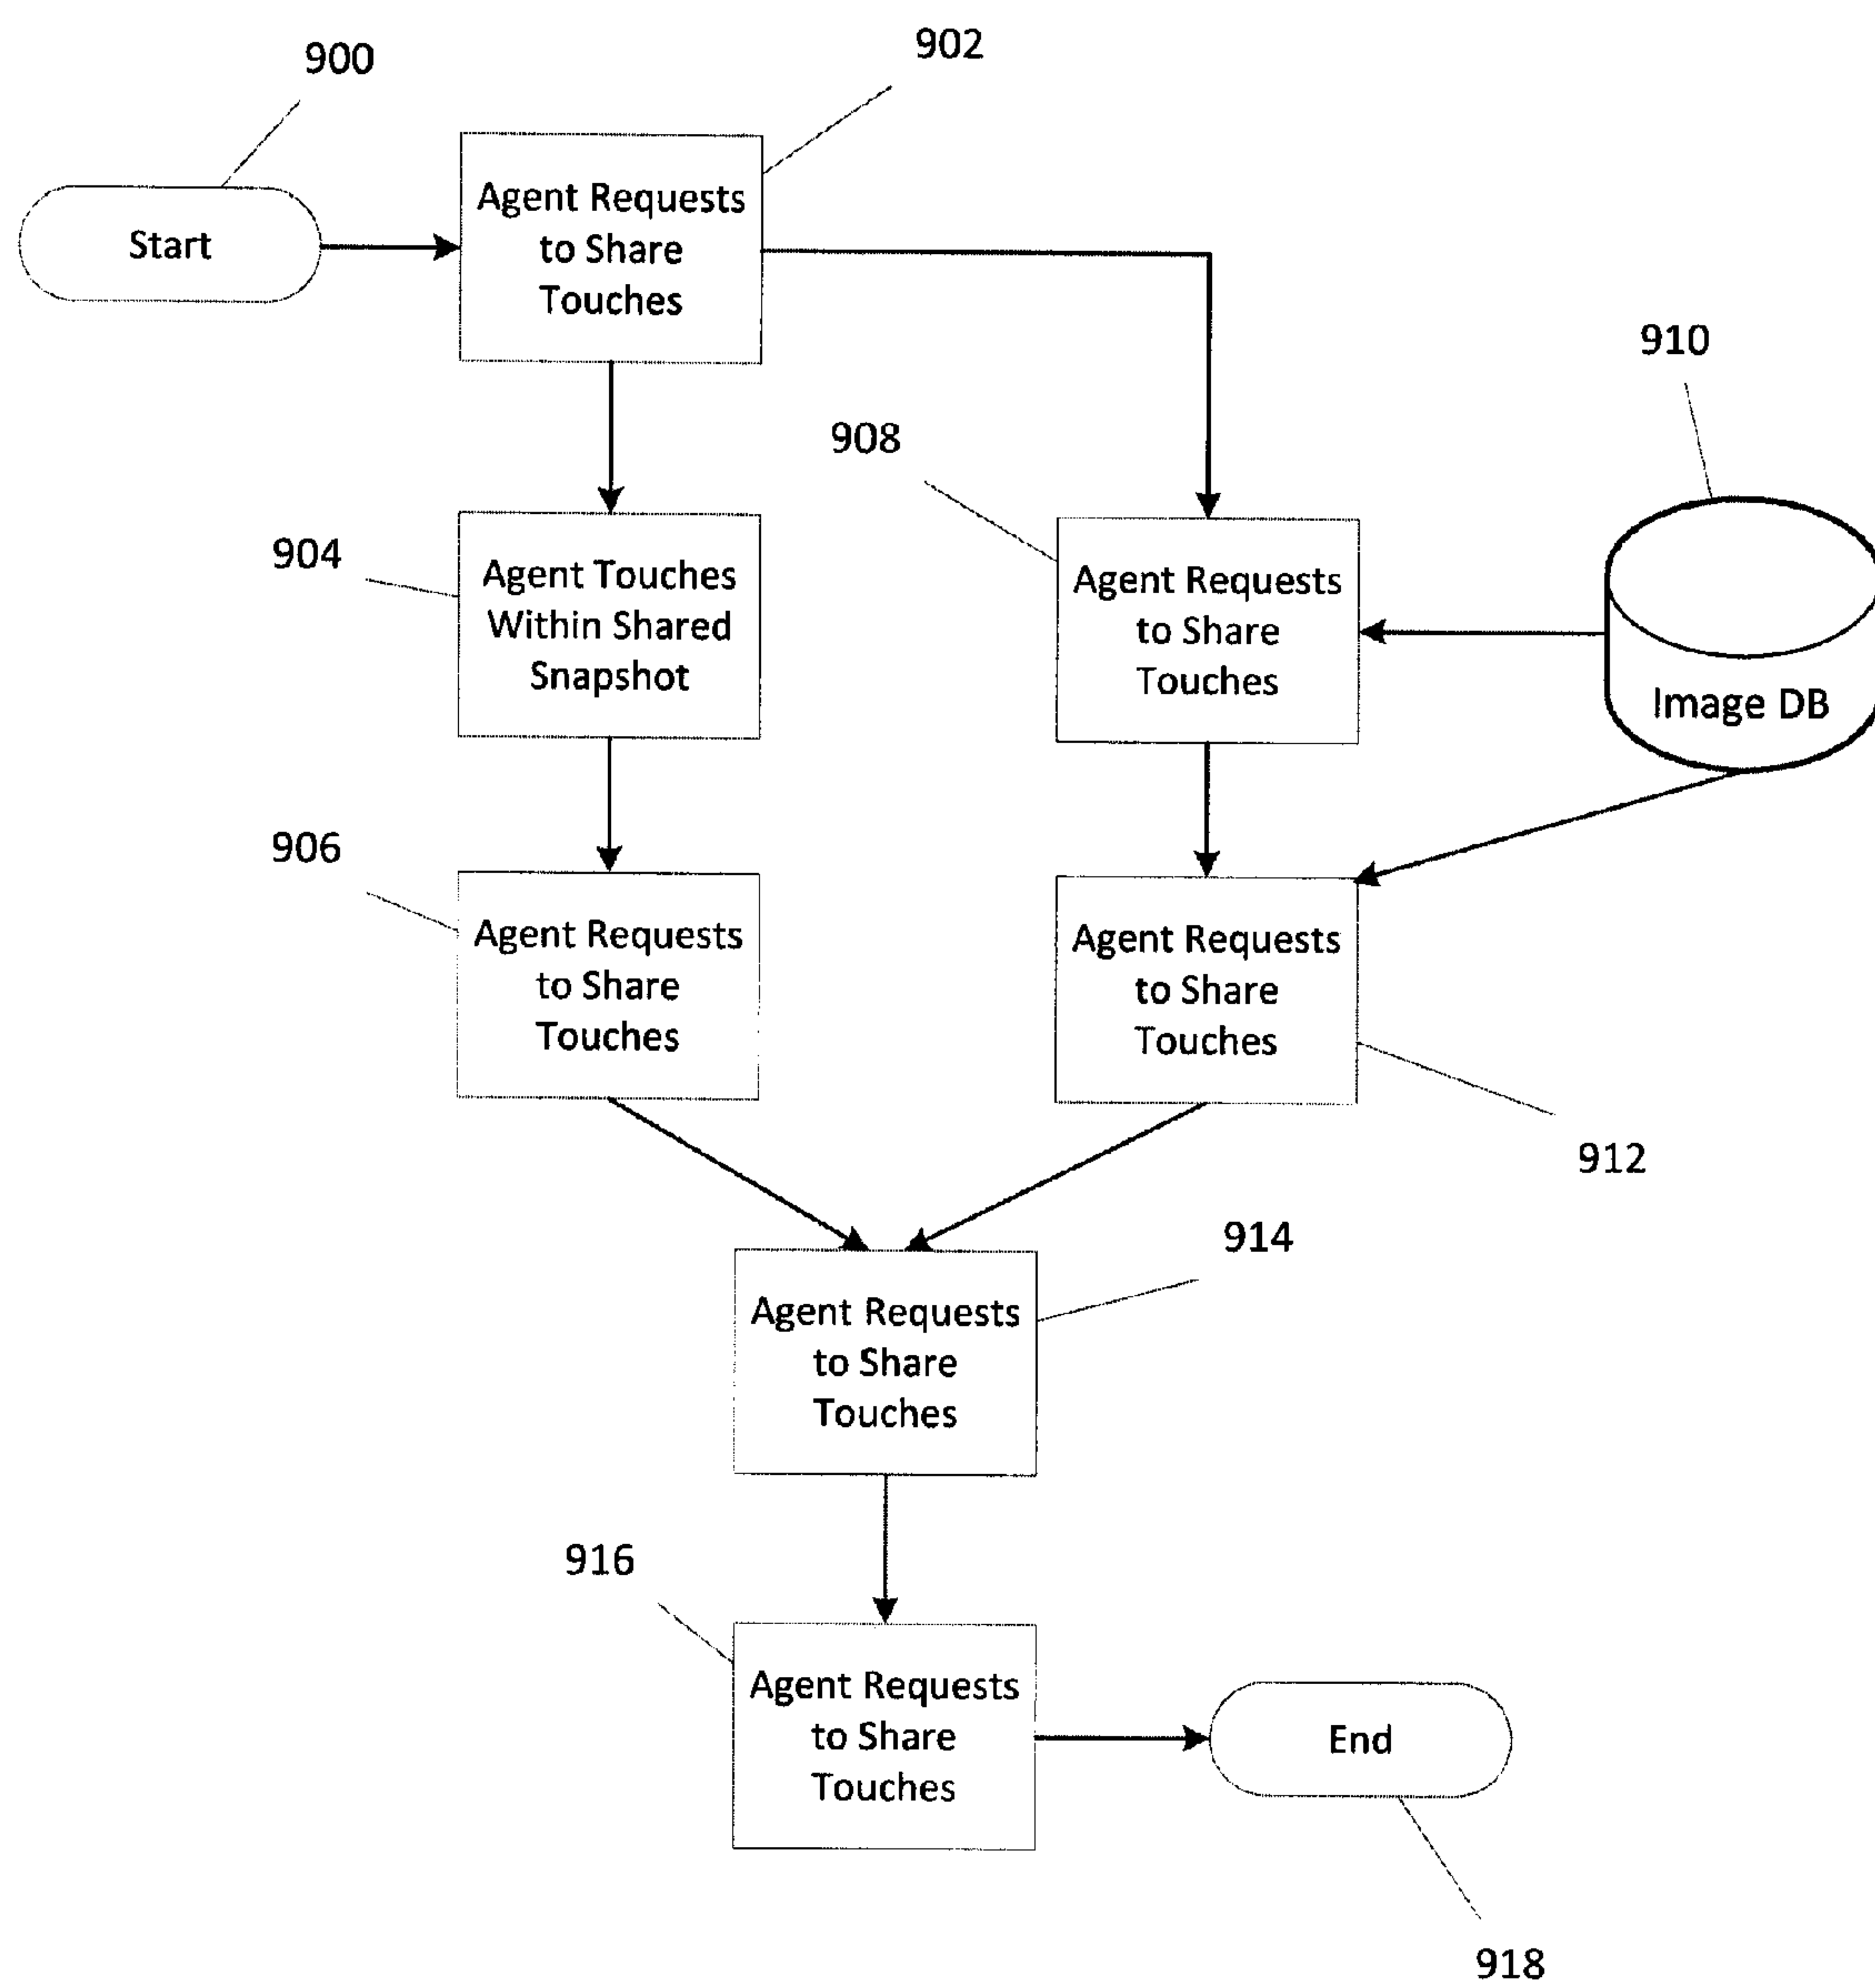 900
902
Start
Agent Requests
to Share
Touches
910
908
904
Agent Touches
Within Shared
Snapshot
Agent Requests
to Share
Touches
Image DB
906
Agent Requests
to Share
Touches
Agent Requests
to Share
Touches
912
914
Agent Requests
to Share
Touches
916
Agent Requests
to Share
Touches
End
918